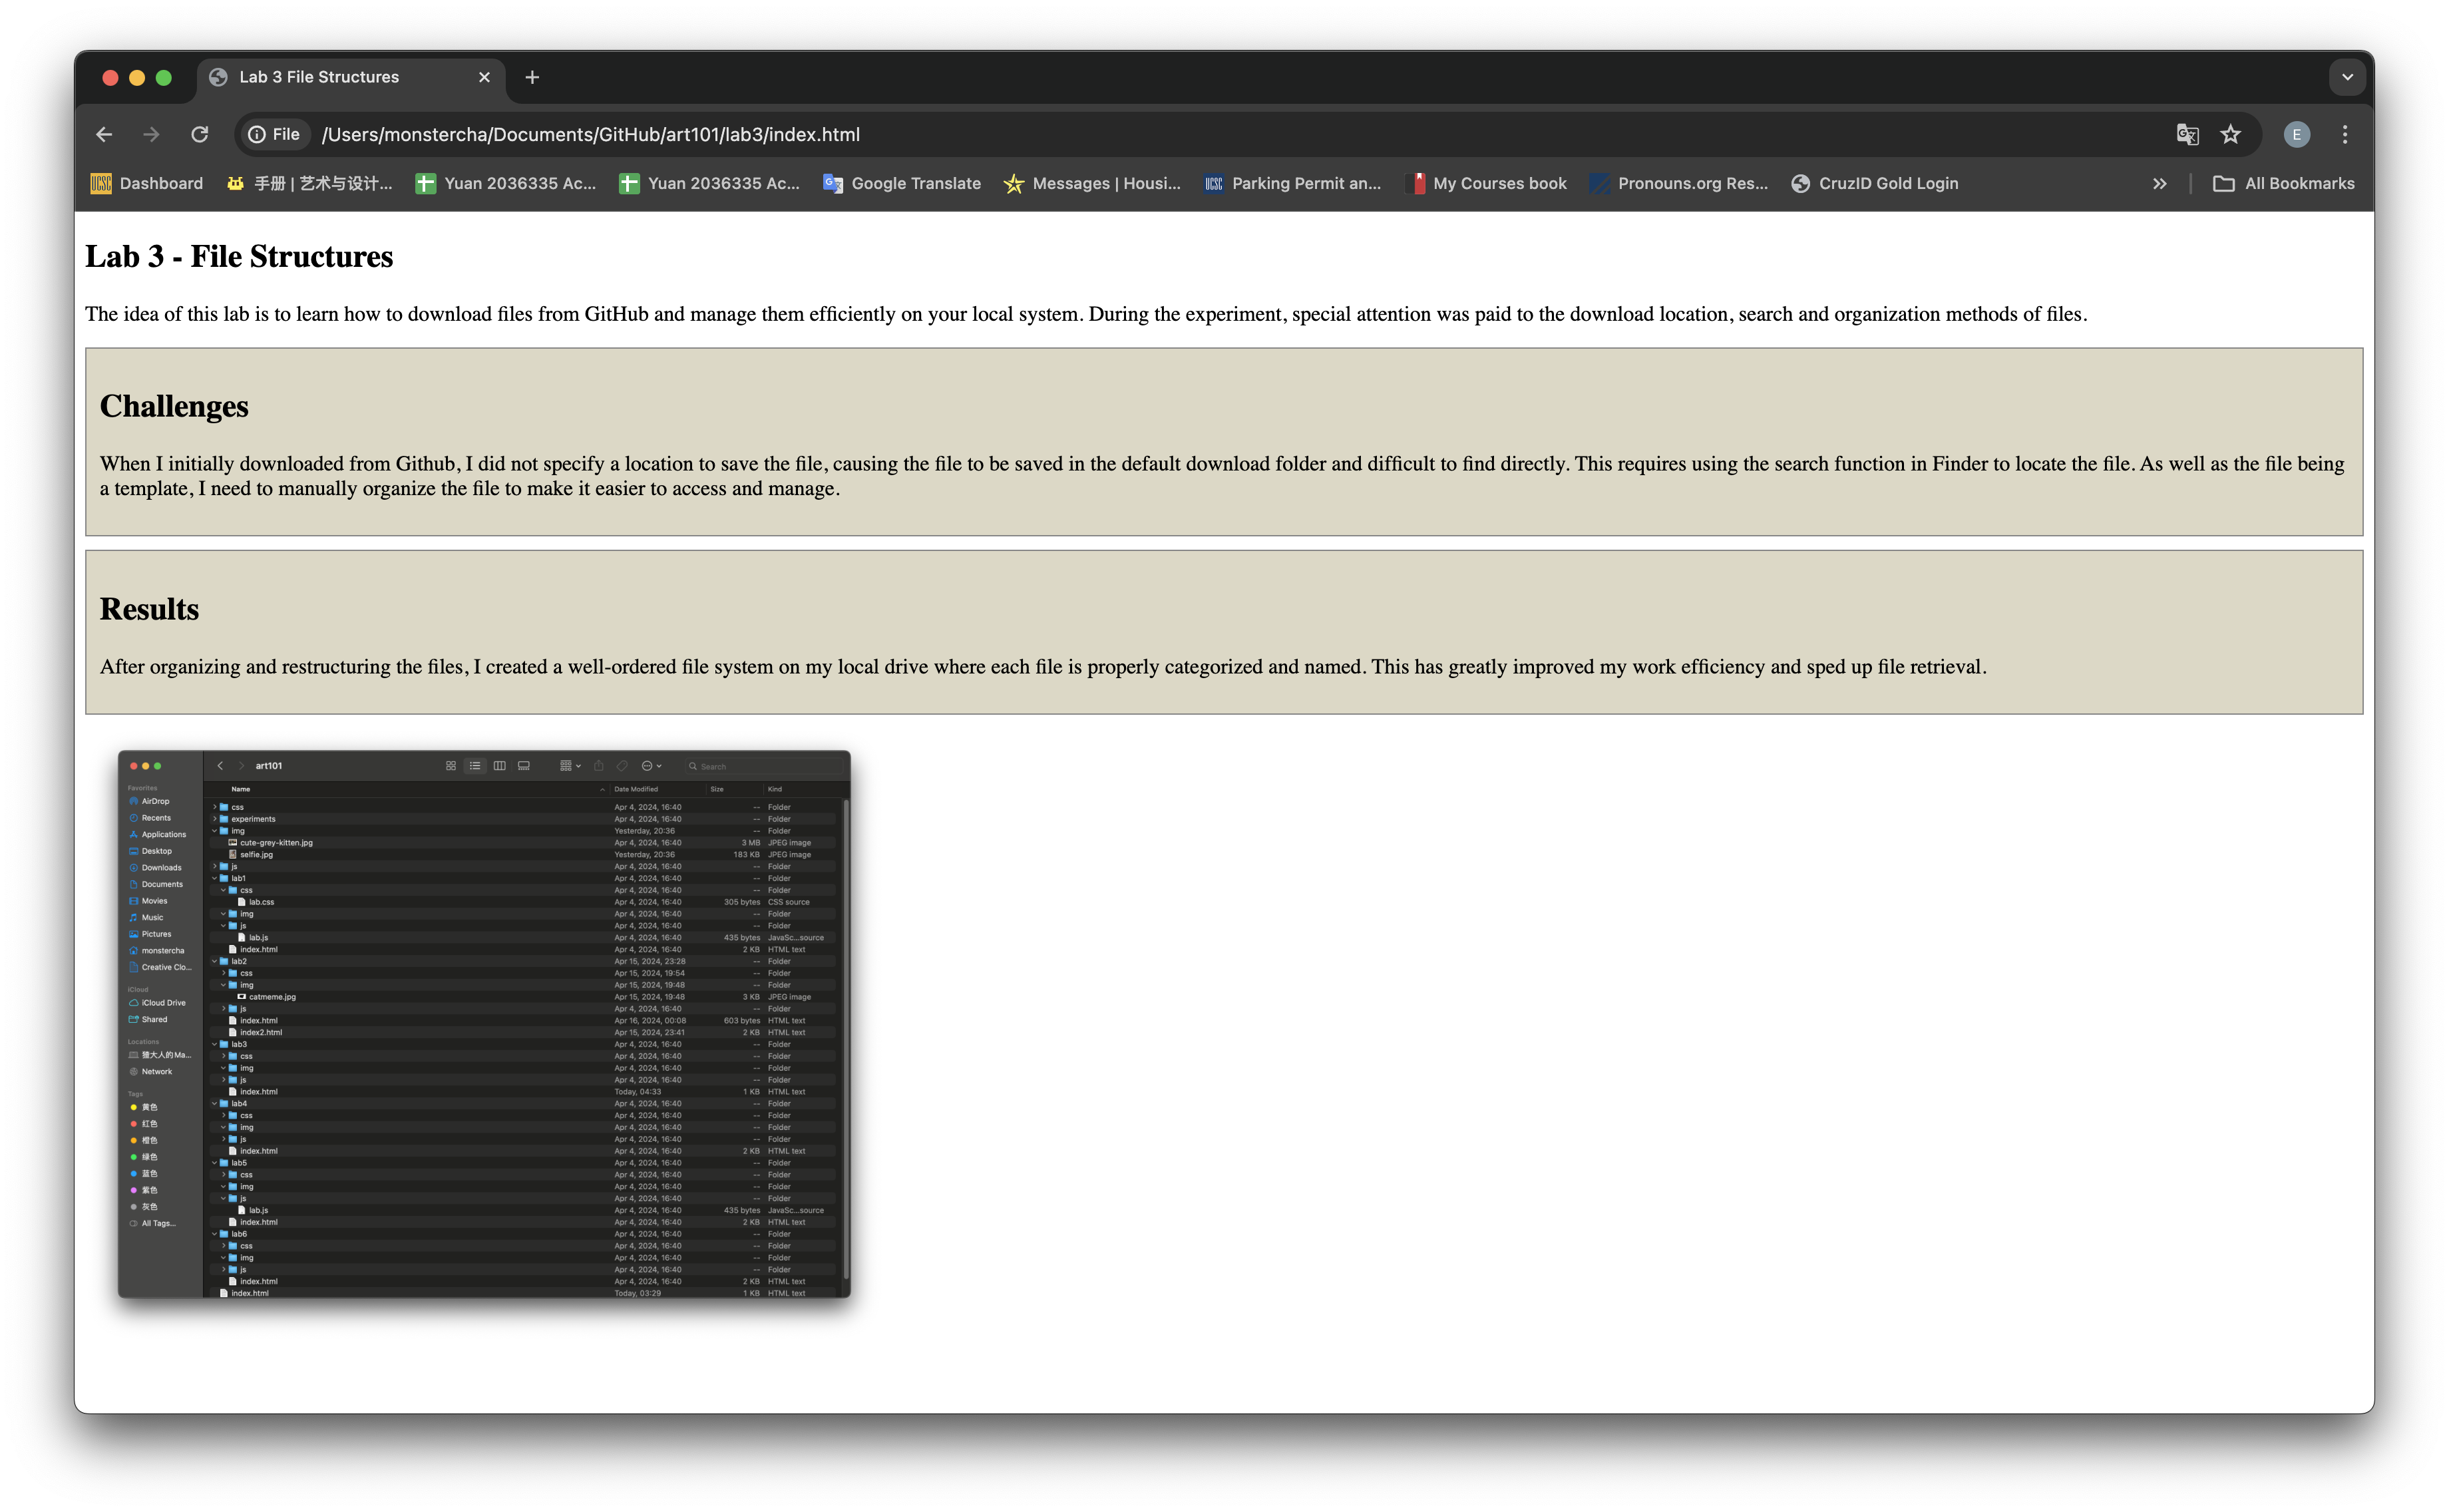 Lab 3 File Structures
File /Users/monstercha/Documents/GitHub/art101/lab3/index.html E
Dashboard 手册 | 艺术与设计... Yuan 2036335 Ac... Yuan 2036335 Ac... Google Translate Messages | Housi... Parking Permit an... My Courses book Pronouns.org Res... CruzID Gold Login All Bookmarks
Lab 3 - File Structures
The idea of this lab is to learn how to download files from GitHub and manage them efficiently on your local system. During the experiment, special attention was paid to the download location, search and organization methods of files.
Challenges
When I initially downloaded from Github, I did not specify a location to save the file, causing the file to be saved in the default download folder and difficult to find directly. This requires using the search function in Finder to locate the file. As well as the file being
a template, I need to manually organize the file to make it easier to access and manage.
Results
After organizing and restructuring the files, I created a well-ordered file system on my local drive where each file is properly categorized and named. This has greatly improved my work efficiency and sped up file retrieval.
art101 Search
Favorites
AirDrop
Recents
Applications
Desktop
Downloads
Documents
Movies
Music
Pictures
monstercha
Creative Clo...
iCloud
iCloud Drive
Shared
Locations
大人的Ma...
Network
Tags
黄色
红色
橙色
绿色
蓝色
紫色
灰色
All Tags...
Name Date Modified Size Kind
css Apr 4, 2024, 16:40 -- Folder
experiments Apr 4, 2024, 16:40 -- Folder
img Yesterday, 20:36 -- Folder
cute-grey-kitten.jpg Apr 4, 2024, 16:40 3 MB JPEG image
selfie.jpg Yesterday, 20:36 183 KB JPEG image
js Apr 4, 2024, 16:40 -- Folder
lab1 Apr 4, 2024, 16:40 -- Folder
css Apr 4, 2024, 16:40 -- Folder
lab.css Apr 4, 2024, 16:40 305 bytes CSS source
img Apr 4, 2024, 16:40 -- Folder
js Apr 4, 2024, 16:40 -- Folder
lab.js Apr 4, 2024, 16:40 435 bytes JavaSc...source
index.html Apr 4, 2024, 16:40 2 KB HTML text
lab2 Apr 15, 2024, 23:28 -- Folder
css Apr 15, 2024, 19:54 -- Folder
img Apr 15, 2024, 19:48 -- Folder
catmeme.jpg Apr 15, 2024, 19:48 3 KB JPEG image
js Apr 4, 2024, 16:40 -- Folder
index.html Apr 16, 2024, 00:08 603 bytes HTML text
index2.html Apr 15, 2024, 23:41 2 KB HTML text
lab3 Apr 4, 2024, 16:40 -- Folder
css Apr 4, 2024, 16:40 -- Folder
img Apr 4, 2024, 16:40 -- Folder
js Apr 4, 2024, 16:40 -- Folder
index.html Today, 04:33 1 KB HTML text
lab4 Apr 4, 2024, 16:40 -- Folder
css Apr 4, 2024, 16:40 -- Folder
img Apr 4, 2024, 16:40 -- Folder
js Apr 4, 2024, 16:40 -- Folder
index.html Apr 4, 2024, 16:40 2 KB HTML text
lab5 Apr 4, 2024, 16:40 -- Folder
css Apr 4, 2024, 16:40 -- Folder
img Apr 4, 2024, 16:40 -- Folder
js Apr 4, 2024, 16:40 -- Folder
lab.js Apr 4, 2024, 16:40 435 bytes JavaSc...source
index.html Apr 4, 2024, 16:40 2 KB HTML text
lab6 Apr 4, 2024, 16:40 -- Folder
css Apr 4, 2024, 16:40 -- Folder
img Apr 4, 2024, 16:40 -- Folder
js Apr 4, 2024, 16:40 -- Folder
index.html Apr 4, 2024, 16:40 2 KB HTML text
index.html Today, 03:29 1 KB HTML text